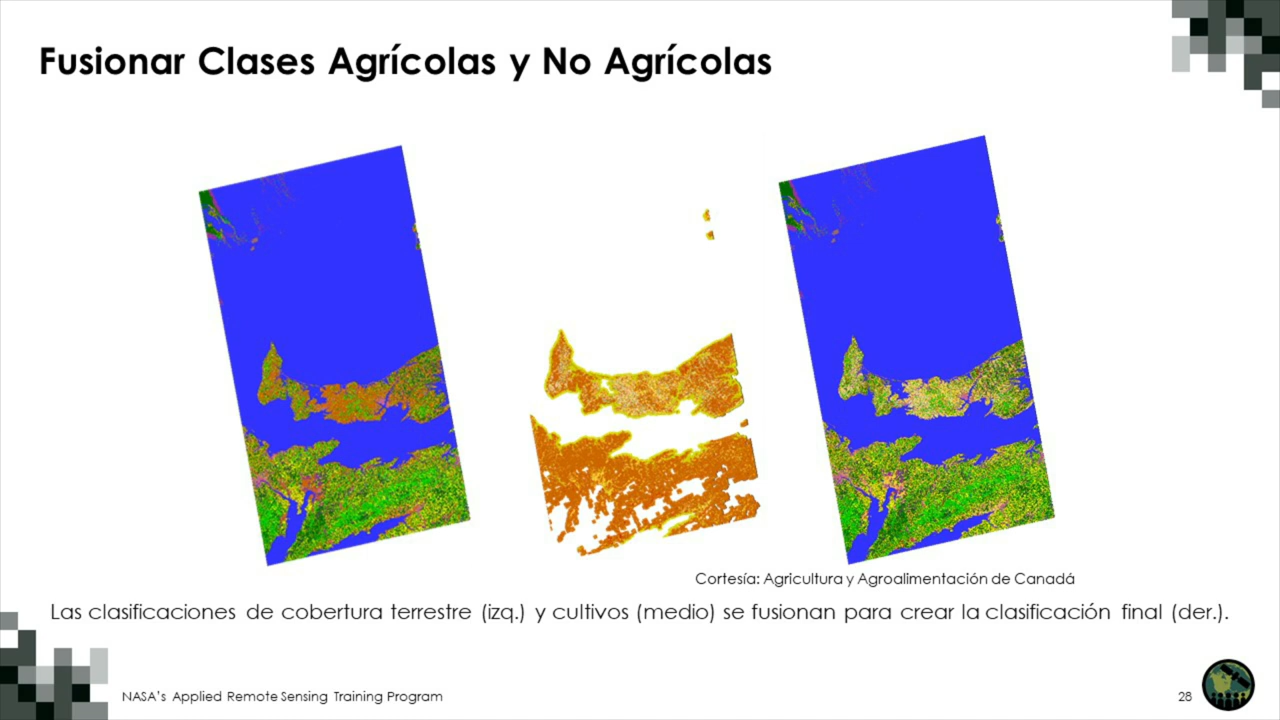 Fusionar Clases Agrícolas y No Agrícolas
Cortesía: Agricultura y Agroalimentación de Canadá
Las clasificaciones de cobertura terrestre (izq.) y cultivos (medio) se fusionan para crear la clasificación final (der.).
NASA's Applied Remote Sensing Training Program
28